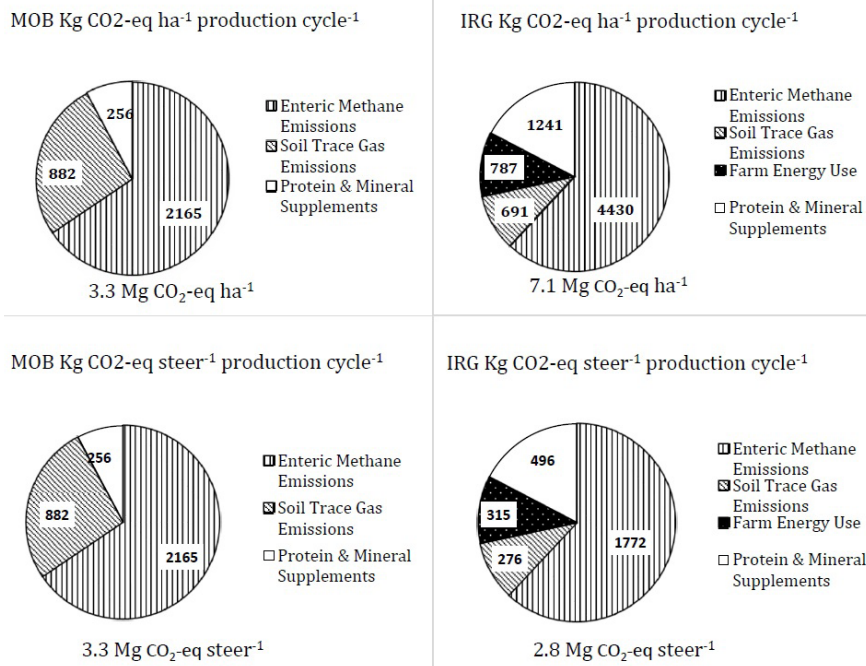 MOB Kg CO2-eq ha⁻¹ production cycle⁻¹
256
882
2165
Enteric Methane
Emissions
Soil Trace Gas
Emissions
Protein & Mineral
Supplements
3.3 Mg CO₂-eq ha⁻¹
IRG Kg CO2-eq ha⁻¹ production cycle⁻¹
1241
787
691
4430
Enteric Methane
Emissions
Soil Trace Gas
Emissions
Farm Energy Use
Protein & Mineral
Supplements
7.1 Mg CO₂-eq ha⁻¹
MOB Kg CO2-eq steer⁻¹ production cycle⁻¹
256
882
2165
Enteric Methane
Emissions
Soil Trace Gas
Emissions
Protein & Mineral
Supplements
3.3 Mg CO₂-eq steer⁻¹
IRG Kg CO2-eq steer⁻¹ production cycle⁻¹
496
315
276
1772
Enteric Methane
Emissions
Soil Trace Gas
Emissions
Farm Energy Use
Protein & Mineral
Supplements
2.8 Mg CO₂-eq steer⁻¹